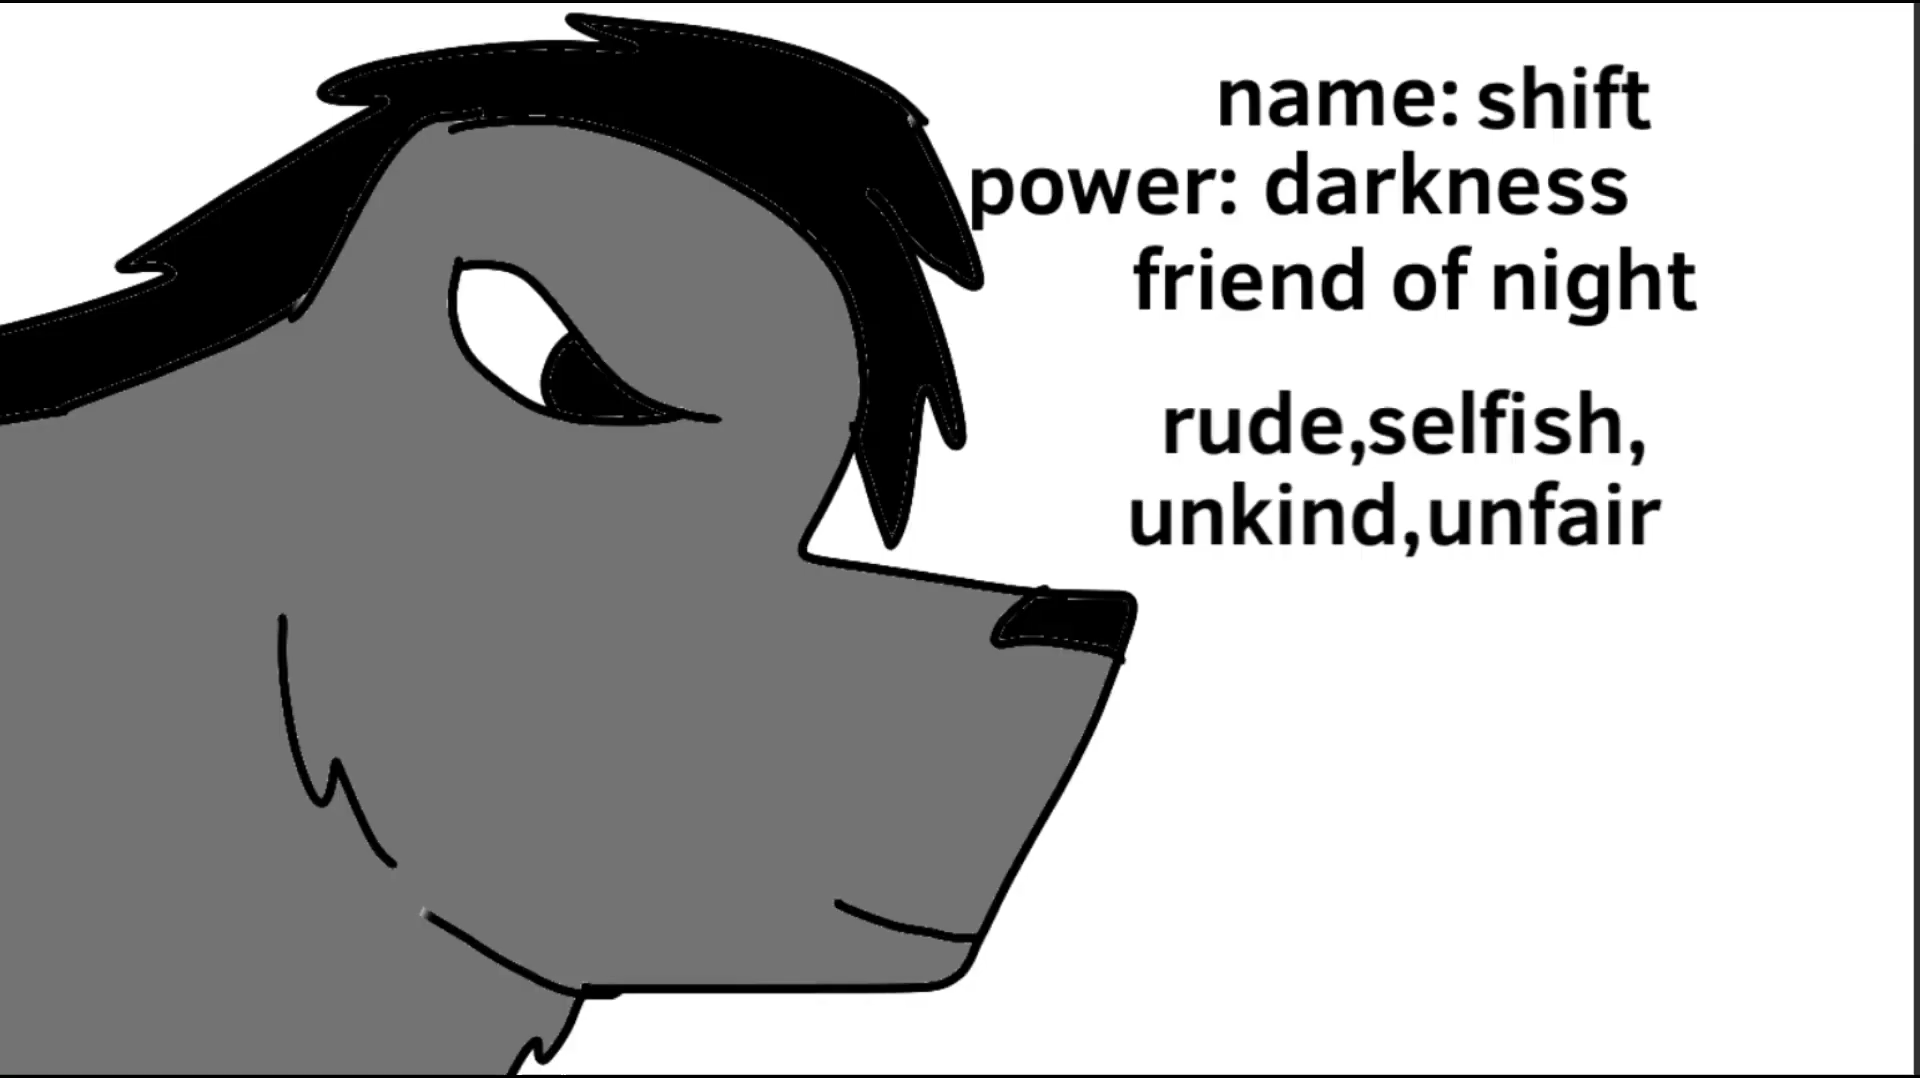 name: shift
power: darkness
friend of night
rude,selfish,
unkind,unfair